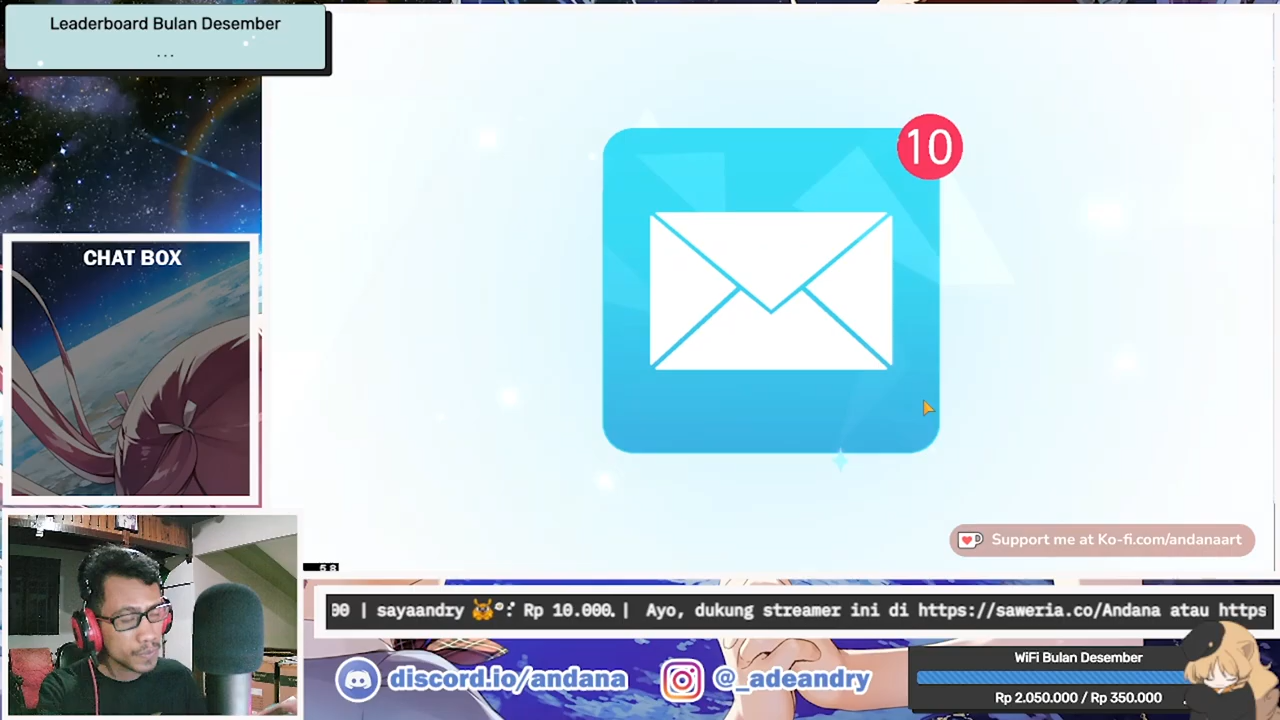 Leaderboard Bulan Desember
...
10
CHAT BOX
Support me at Ko-fi.com/andanaart
58
00 | sayaandry Rp 10.000. | Ayo, dukung streamer ini di https://saweria.co/Andana atau https
discord.io/andana
@_adeandry
WiFi Bulan Desember
Rp 2.050.000 / Rp 350.000